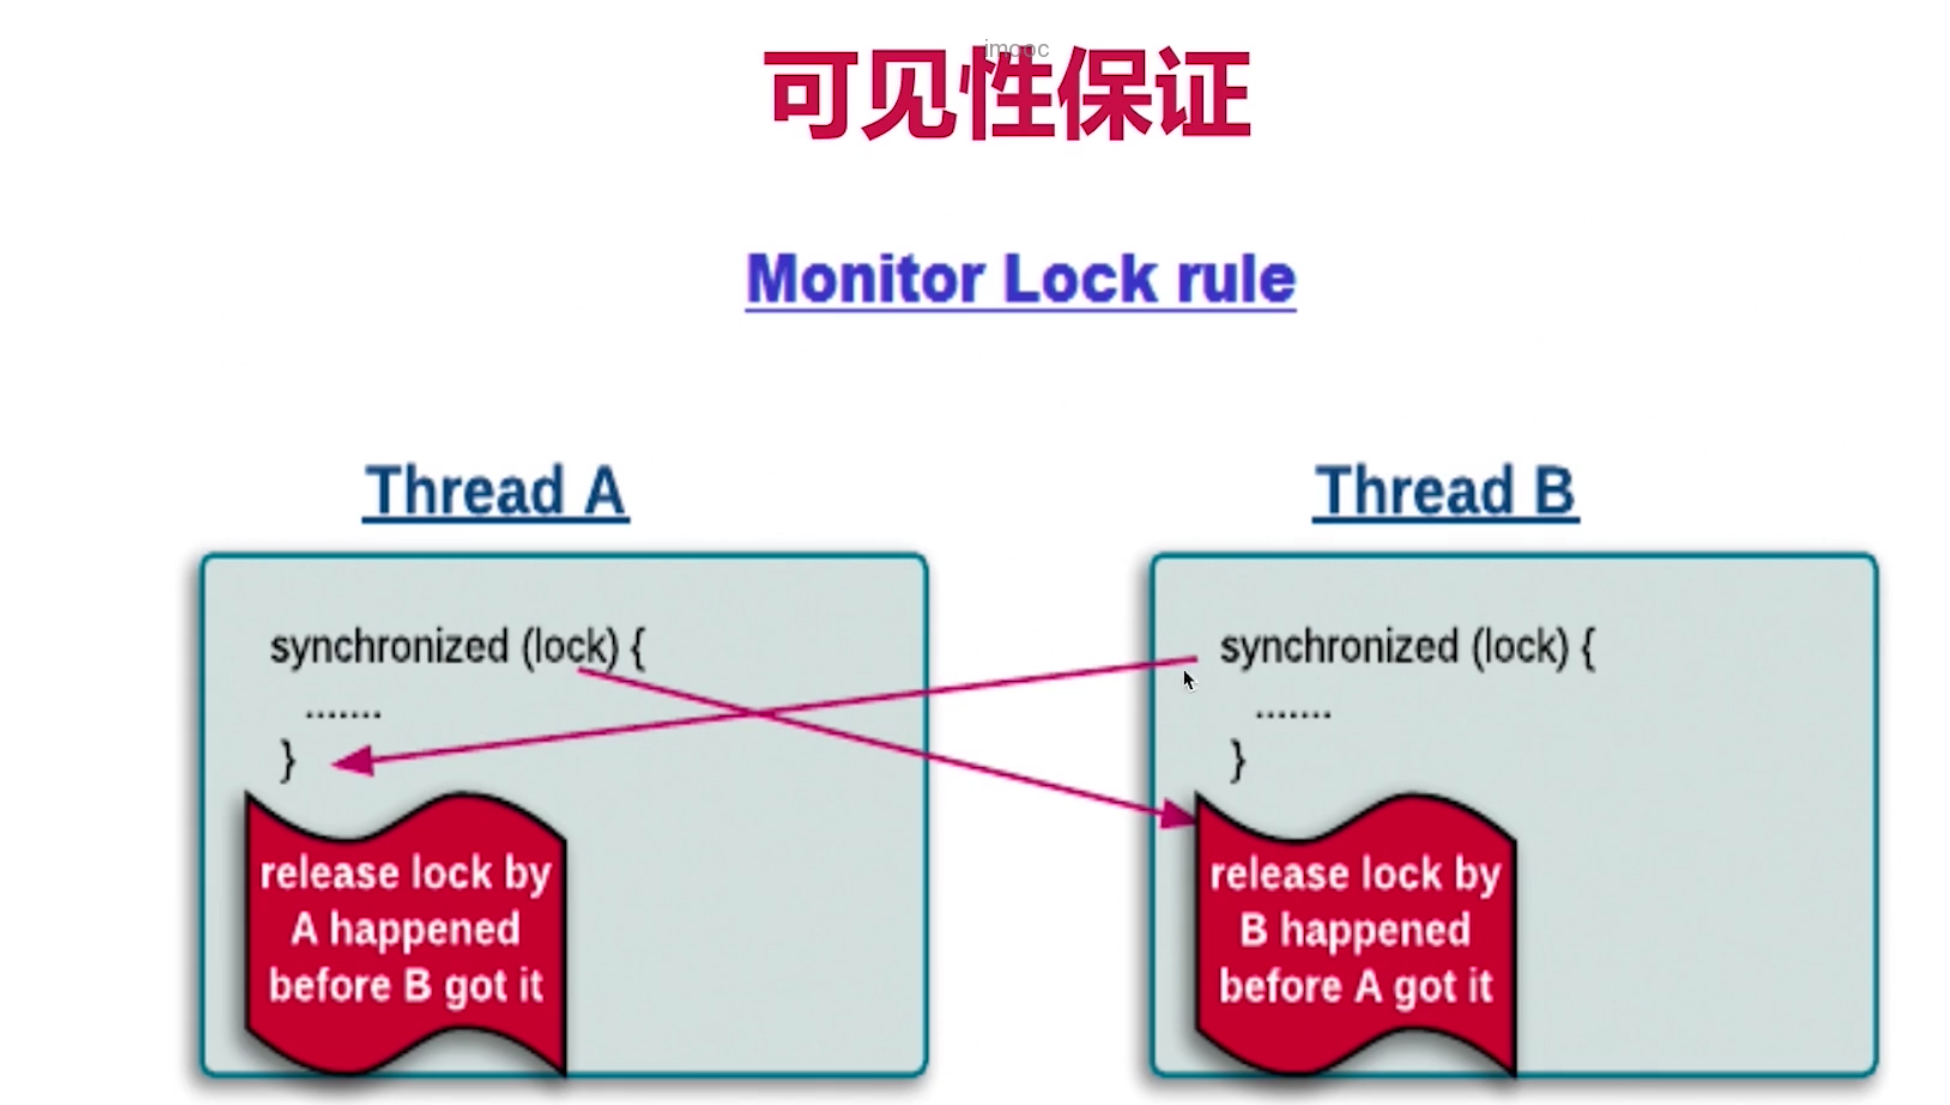 imooc
可见性保证
Monitor Lock rule
Thread A
synchronized (lock) {
.......
}
release lock by
A happened
before B got it
Thread B
synchronized (lock) {
.......
}
release lock by
B happened
before A got it